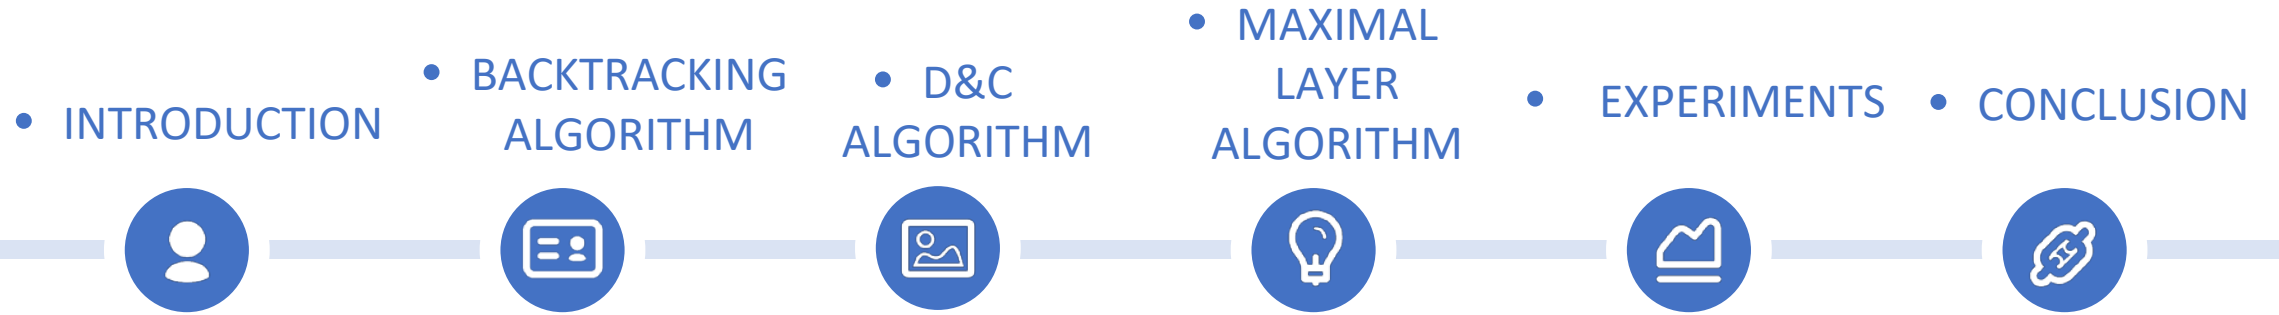 • INTRODUCTION
• BACKTRACKING
ALGORITHM
• D&C
ALGORITHM
• MAXIMAL
LAYER
ALGORITHM
• EXPERIMENTS
• CONCLUSION